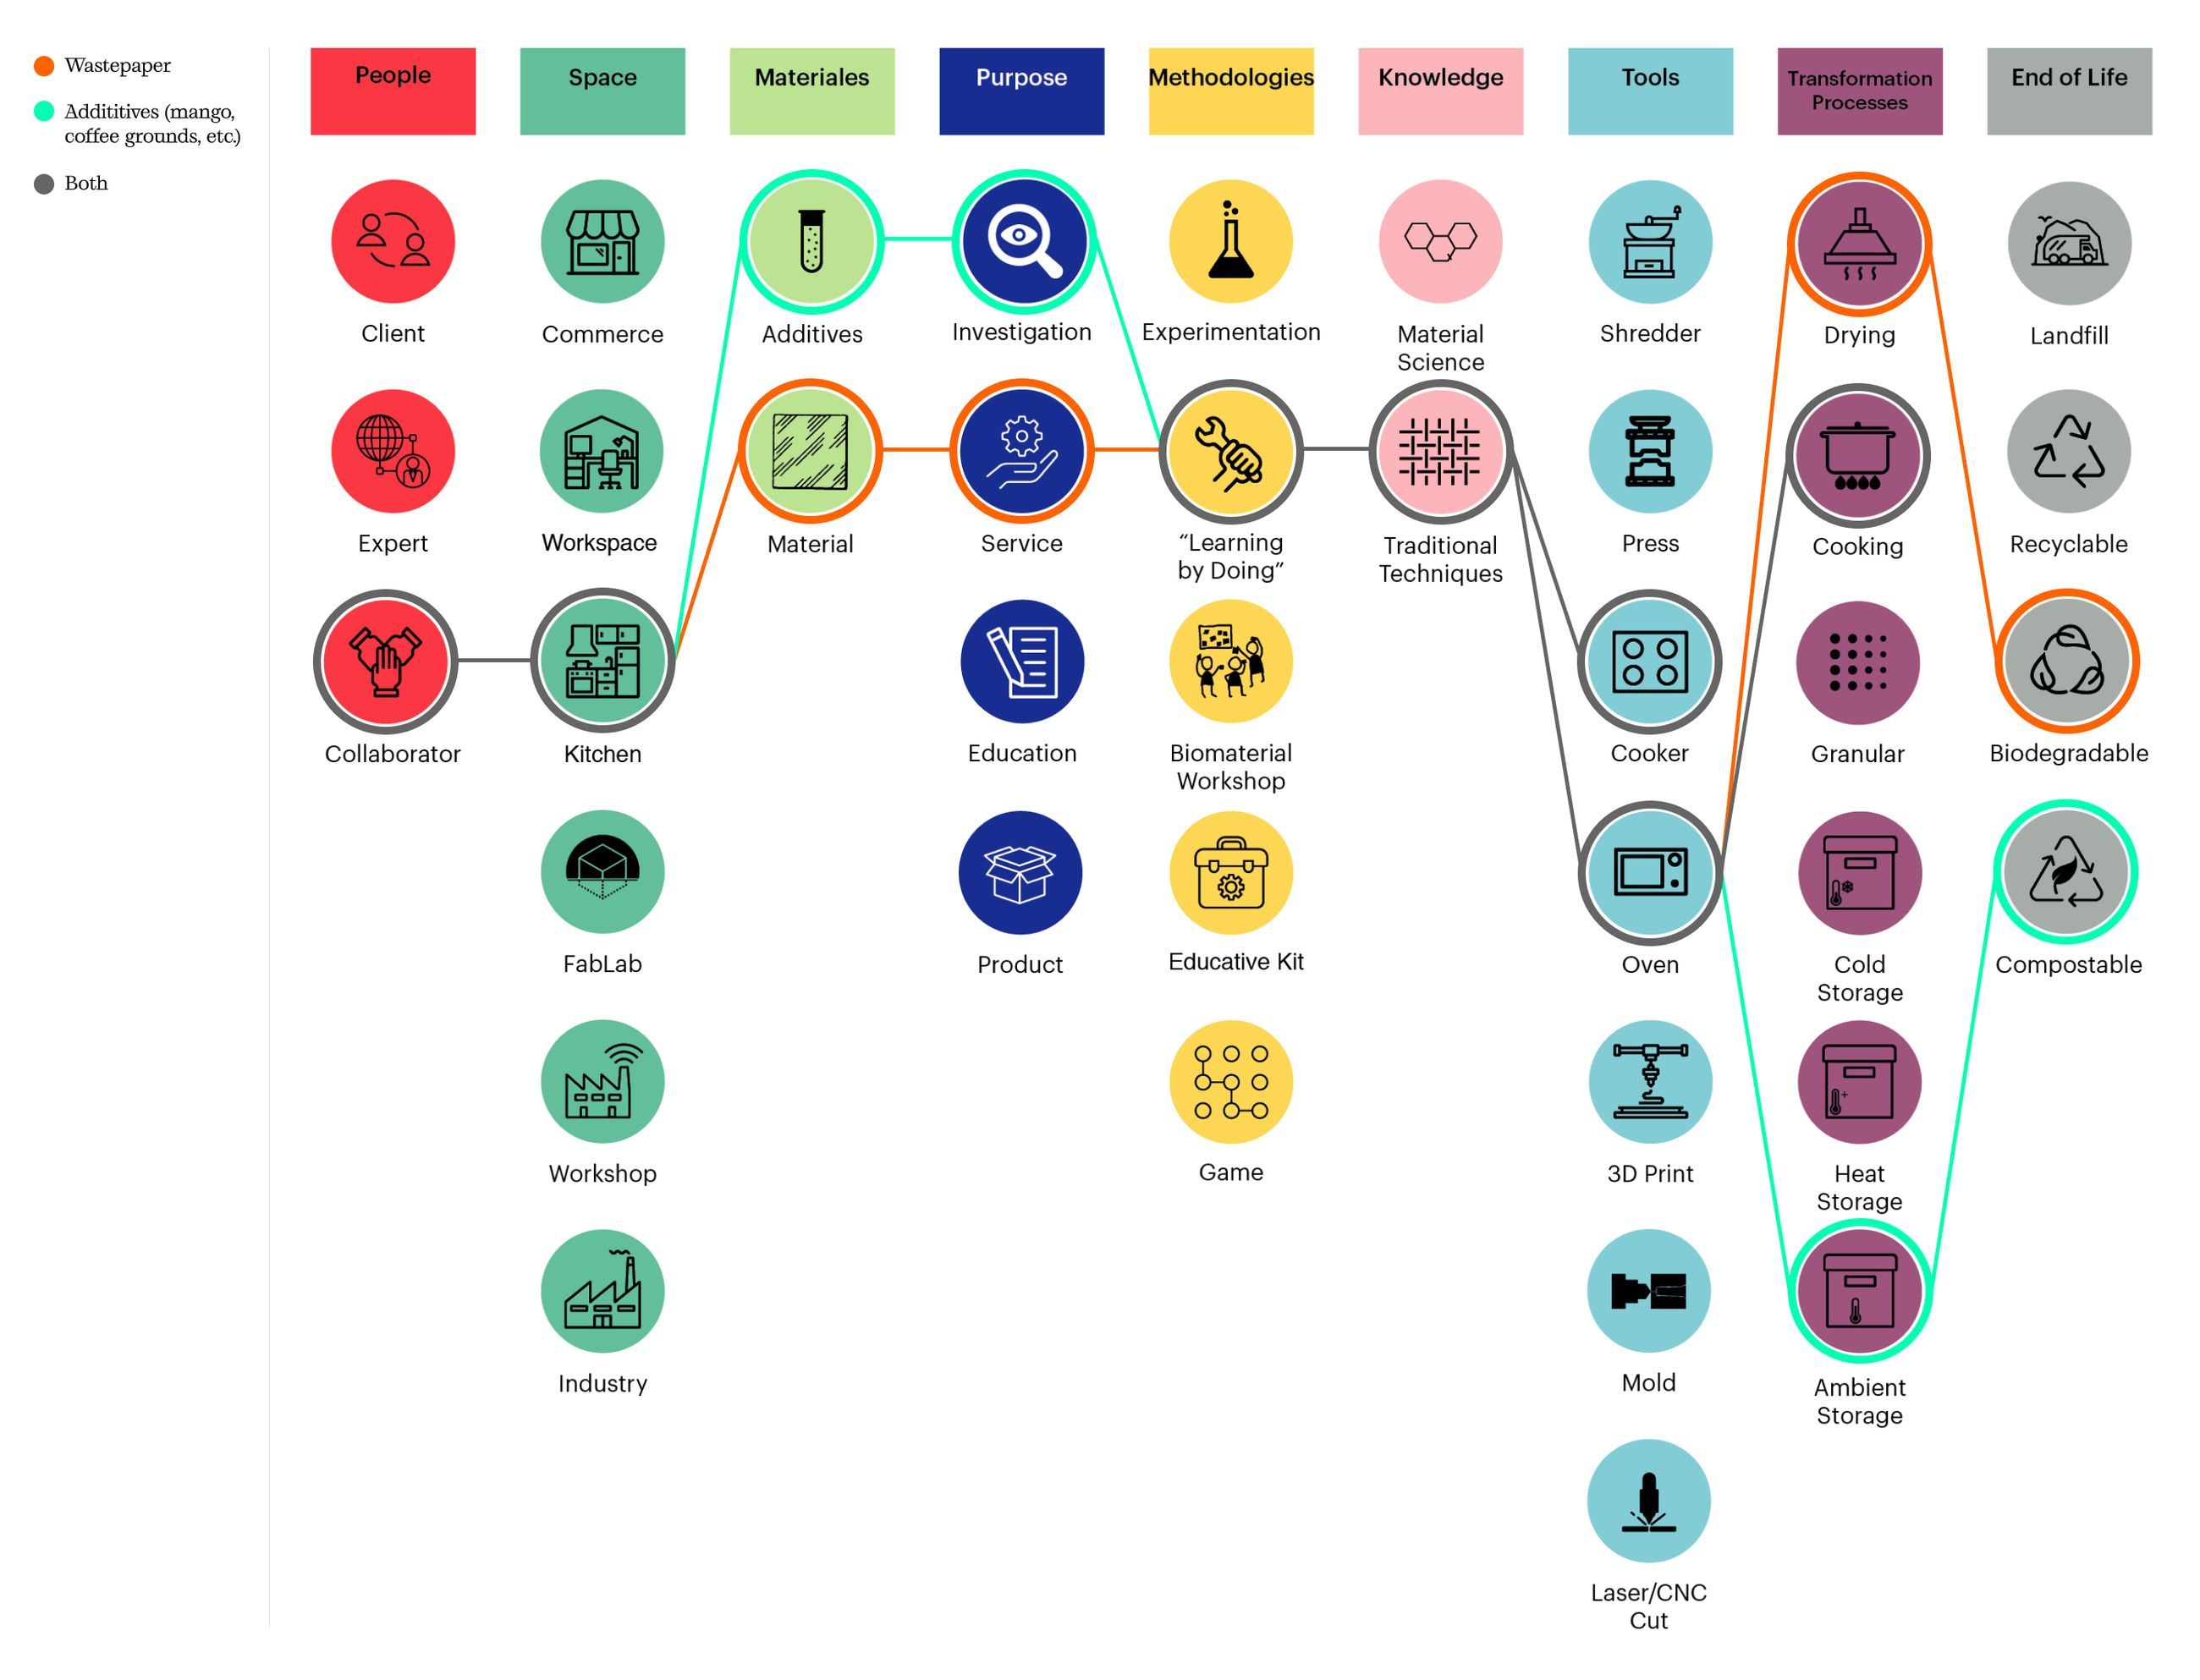 Wastepaper
Addititives (mango,
coffee grounds, etc.)
Both
People
Space
Materiales
Purpose
Methodologies
Knowledge
Tools
Transformation
Processes
End of Life
Client
Commerce
Additives
Investigation
Experimentation
Material
Science
Shredder
Drying
Landfill
Expert
Workspace
Material
Service
“Learning
by Doing”
Traditional
Techniques
Press
Cooking
Recyclable
Collaborator
Kitchen
Education
Biomaterial
Workshop
Cooker
Granular
Biodegradable
FabLab
Product
Educative Kit
Oven
Cold
Storage
Compostable
Workshop
Game
3D Print
Heat
Storage
Industry
Mold
Ambient
Storage
Laser/CNC
Cut